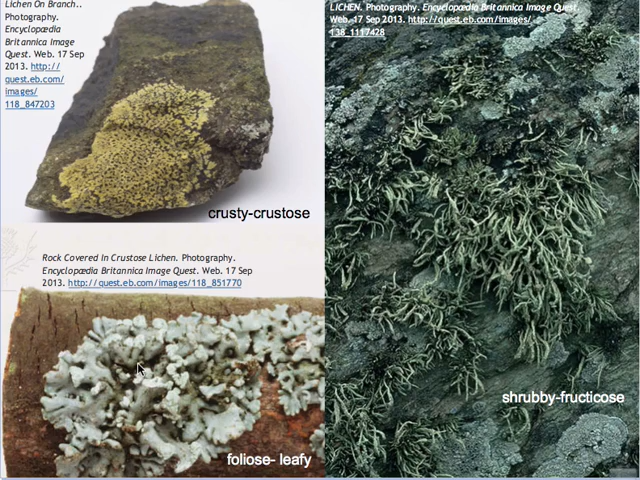 Lichen On Branch..
Photography.
Encyclopædia
Britannica Image
Quest. Web. 17 Sep
2013. http://
quest.eb.com/
images/
118_847203
crusty-crustose
Rock Covered In Crustose Lichen. Photography.
Encyclopædia Britannica Image Quest. Web. 17 Sep
2013. http://quest.eb.com/images/118_851770
foliose- leafy
LICHEN. Photography. Encyclopædia Britannica Image Quest.
Web. 17 Sep 2013. http://quest.eb.com/images/
138_1117428
shrubby-fructicose